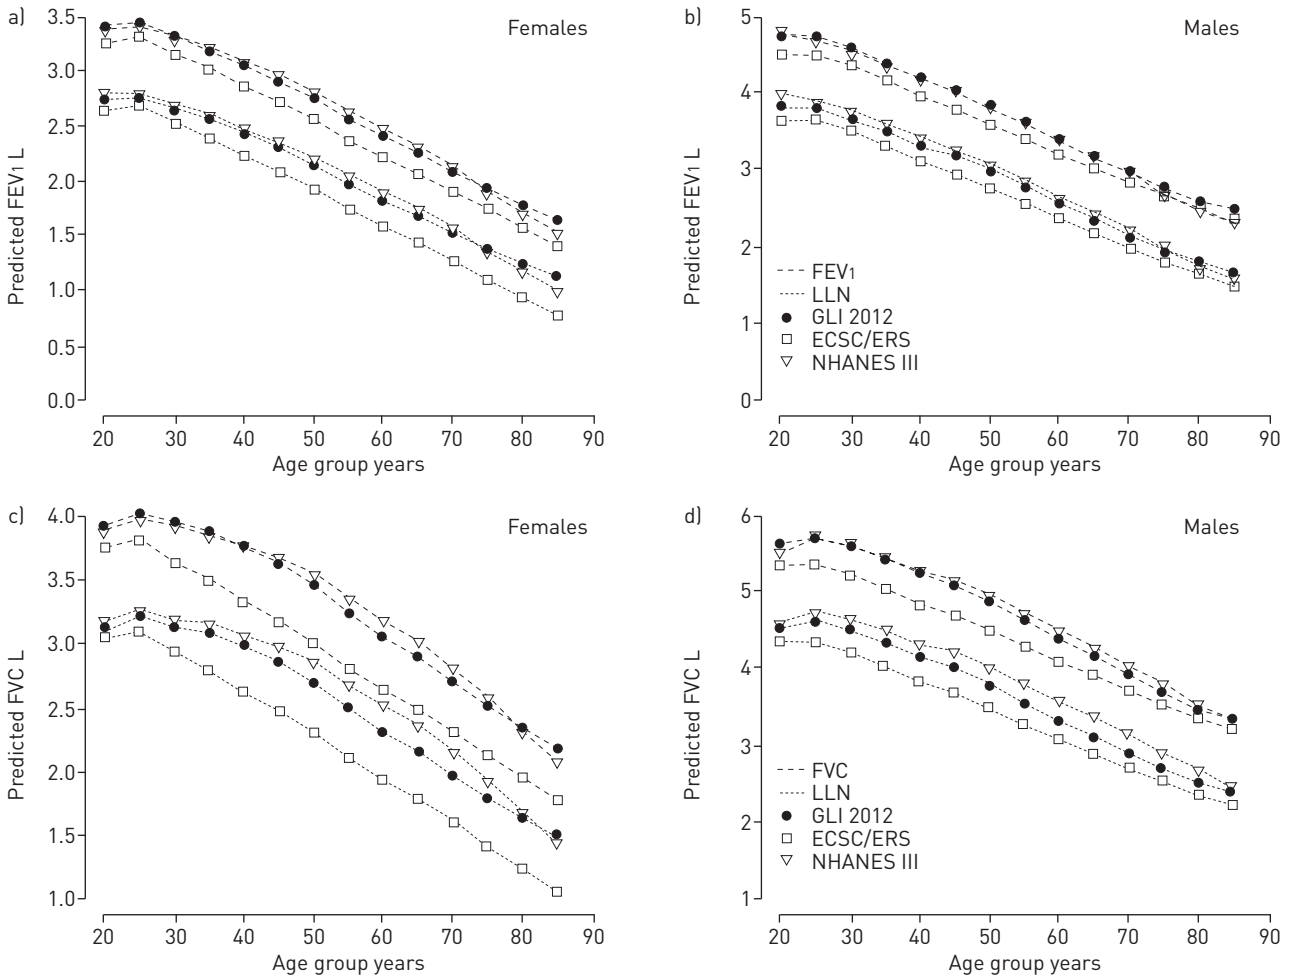 a)
Females
Predicted FEV1 L
3.5
3.0
2.5
2.0
1.5
1.0
0.5
0.0
20 30 40 50 60 70 80 90
Age group years
b)
Males
Predicted FEV1 L
5
4
3
2
1
0
FEV1
LLN
GLI 2012
ECSC/ERS
NHANES III
20 30 40 50 60 70 80 90
Age group years
c)
Females
Predicted FVC L
4.0
3.5
3.0
2.5
2.0
1.5
1.0
20 30 40 50 60 70 80 90
Age group years
d)
Males
Predicted FVC L
6
5
4
3
2
1
FVC
LLN
GLI 2012
ECSC/ERS
NHANES III
20 30 40 50 60 70 80 90
Age group years